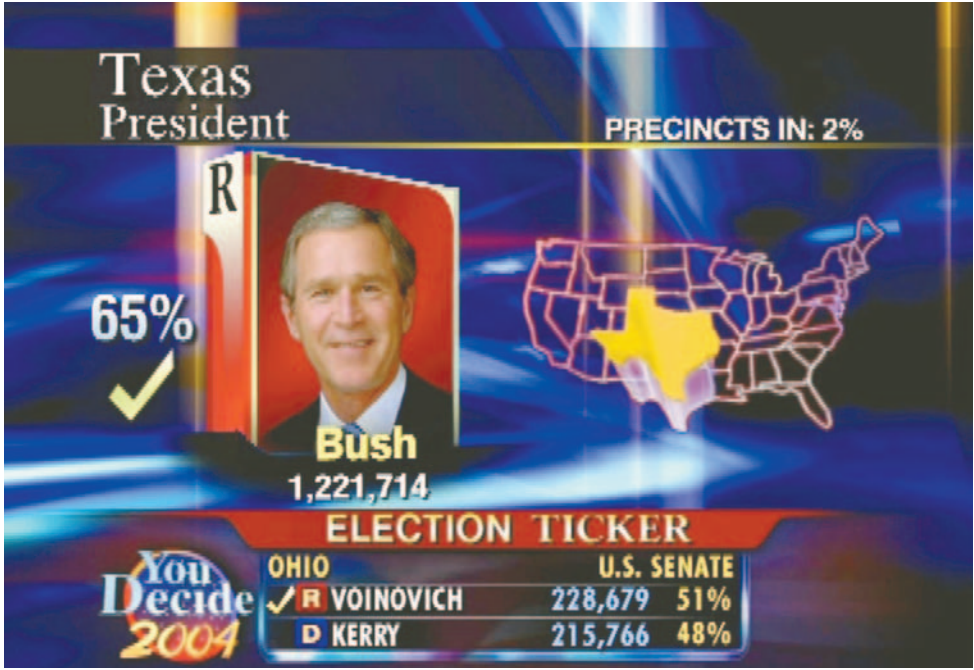 Texas
President
PRECINCTS IN: 2%
R
65%
Bush
1,221,714
ELECTION TICKER
You
Decide
2004
OHIO U.S. SENATE
R VOINOVICH 228,679 51%
D KERRY 215,766 48%